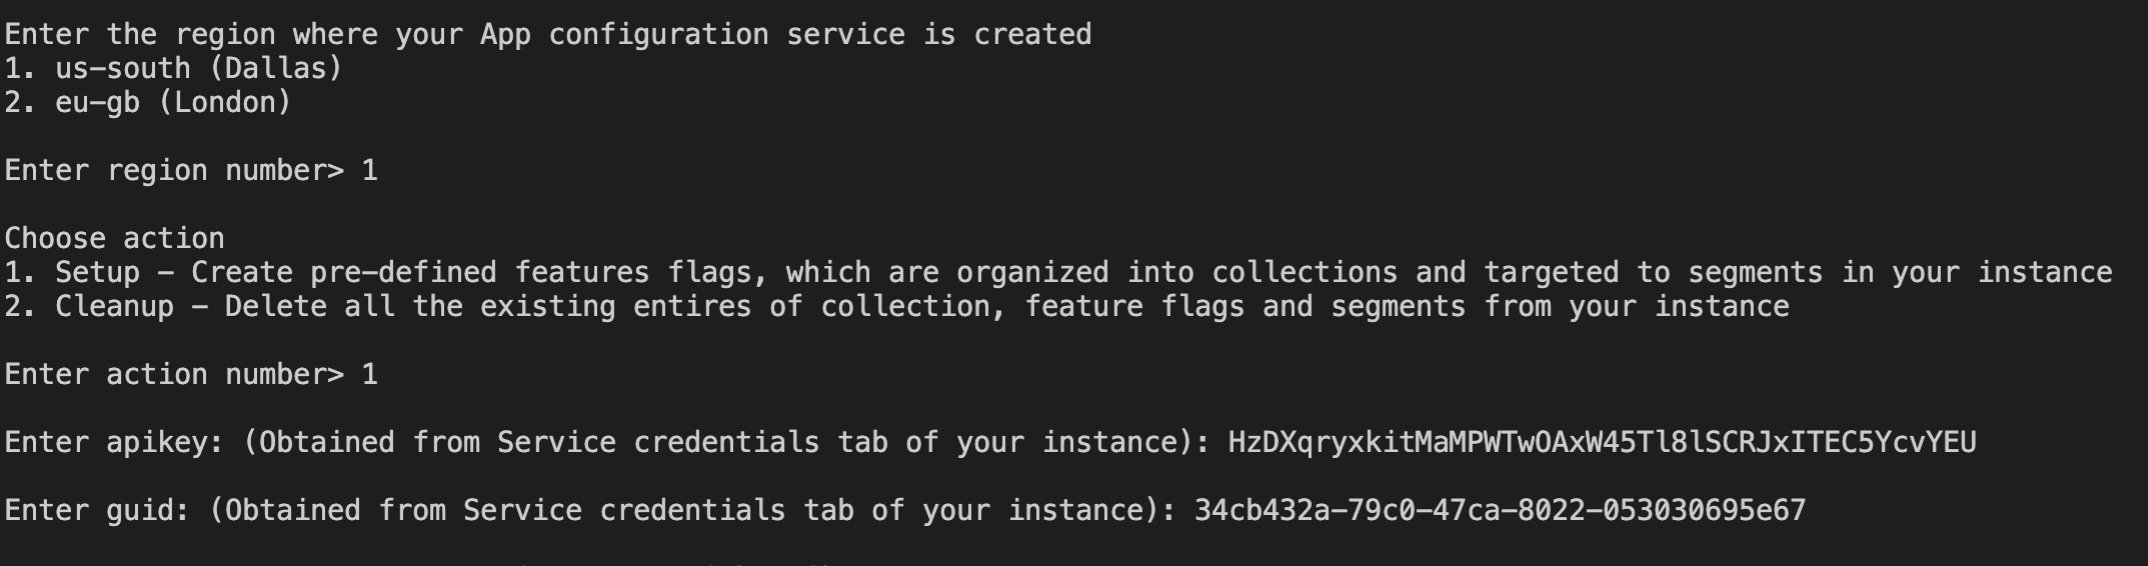 Enter the region where your App configuration service is created
1. us-south (Dallas)
2. eu-gb (London)
Enter region number> 1
Choose action
1. Setup - Create pre-defined features flags, which are organized into collections and targeted to segments in your instance
2. Cleanup - Delete all the existing entires of collection, feature flags and segments from your instance
Enter action number> 1
Enter apikey: (Obtained from Service credentials tab of your instance): HzDXqryxkitMaMPWTwOAxW45Tl8lSCRJxITEC5YcvYEU
Enter guid: (Obtained from Service credentials tab of your instance): 34cb432a-79c0-47ca-8022-053030695e67